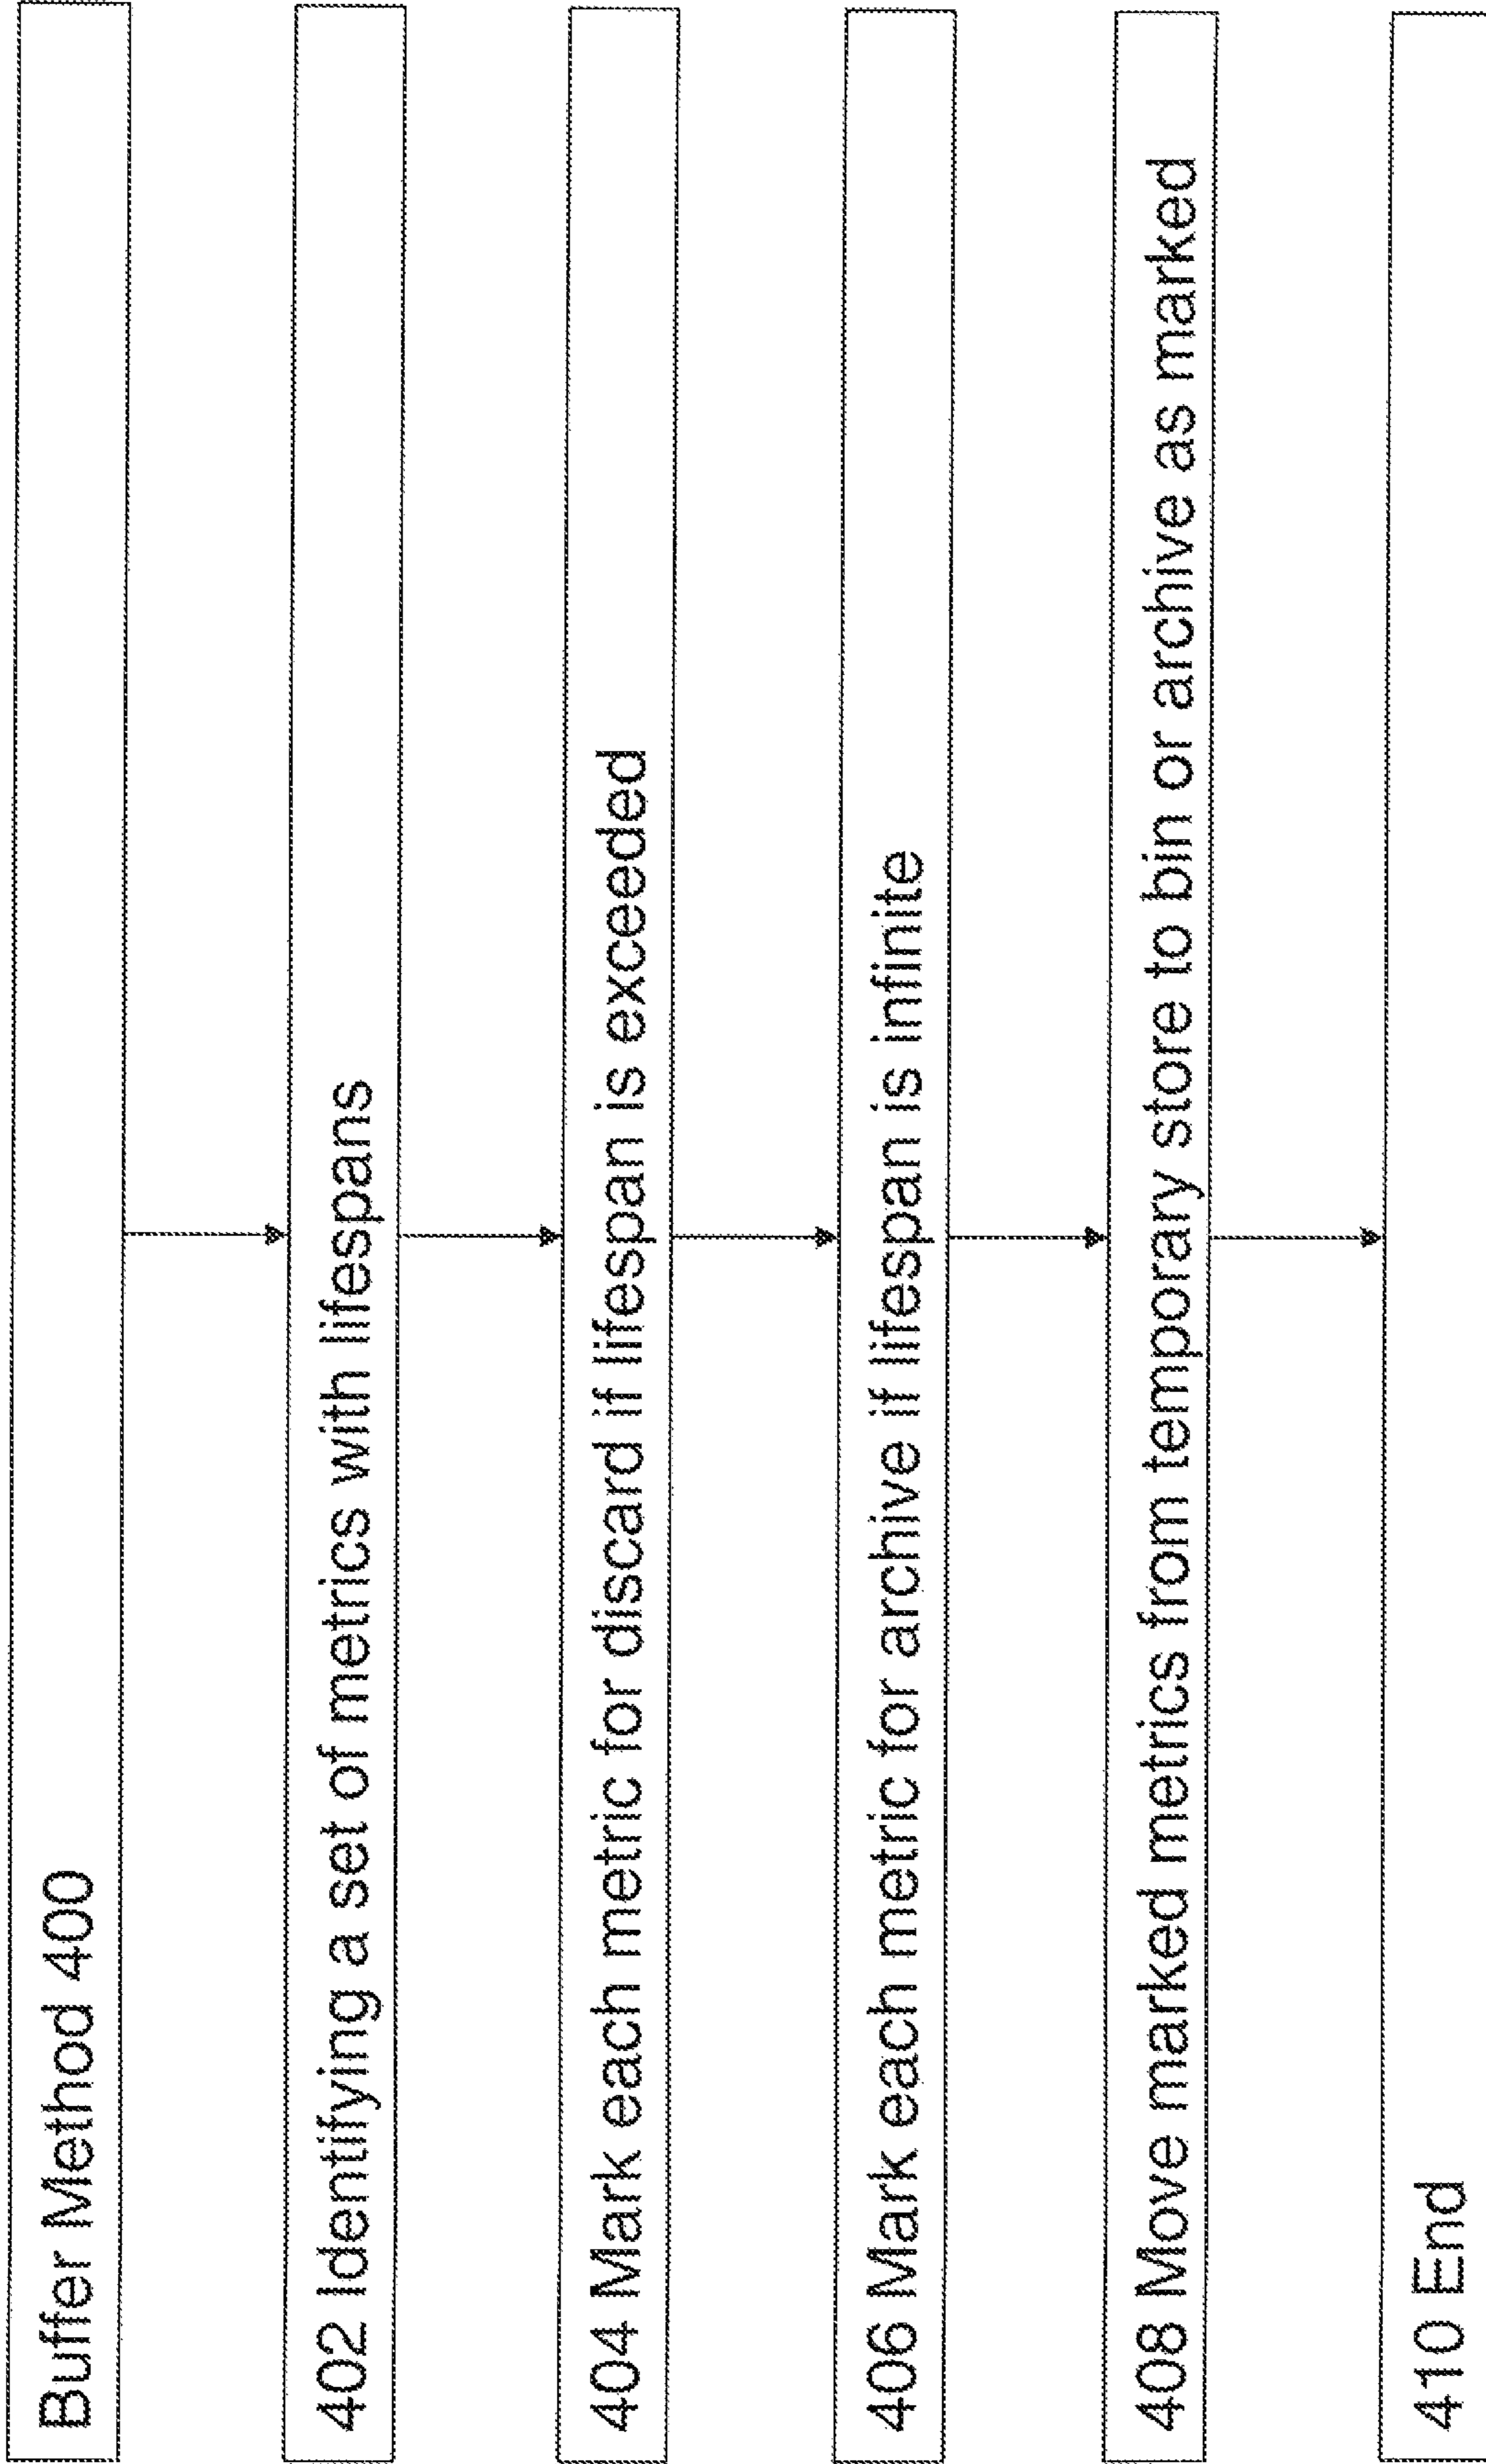 Buffer Method 400
402 Identifying a set of metrics with lifespans
404 Mark each metric for discard if lifespan is exceeded
406 Mark each metric for archive if lifespan is infinite
408 Move marked metrics from temporary store to bin or archive as marked
410 End